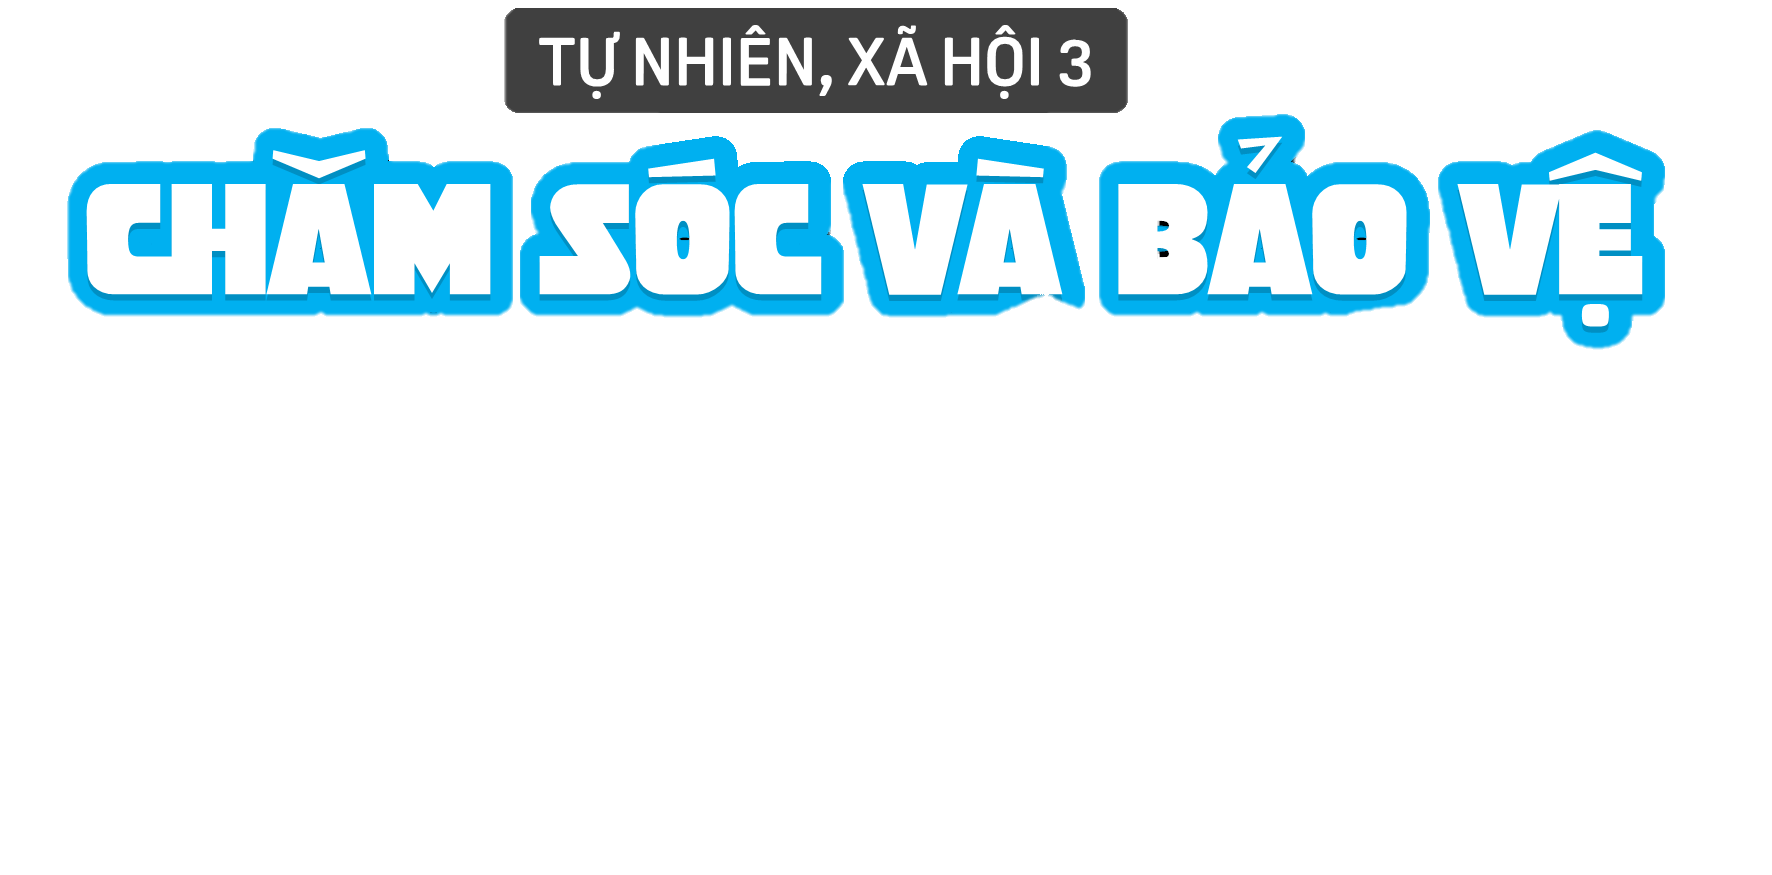 TỰ NHIÊN, XÃ HỘI 3
CHĂM SÓC VÀ BẢO VỆ